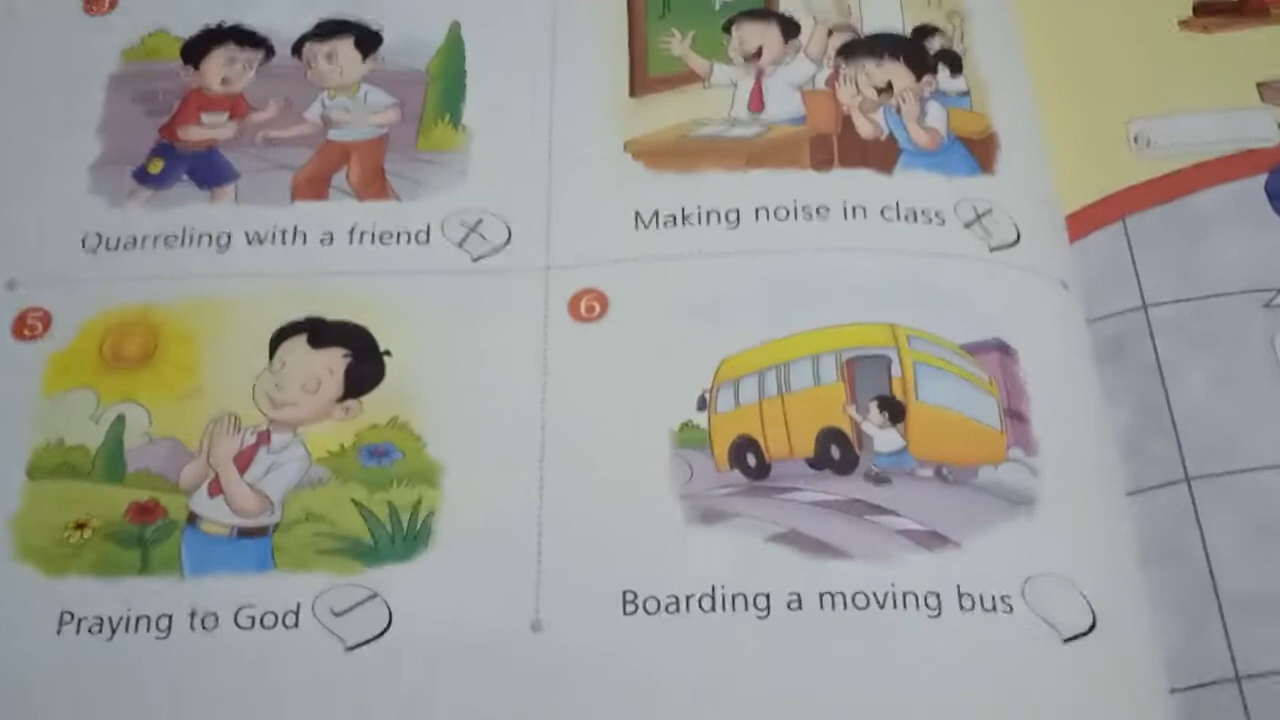 Quarreling with a friend
Making noise in class
5
6
Praying to God
Boarding a moving bus